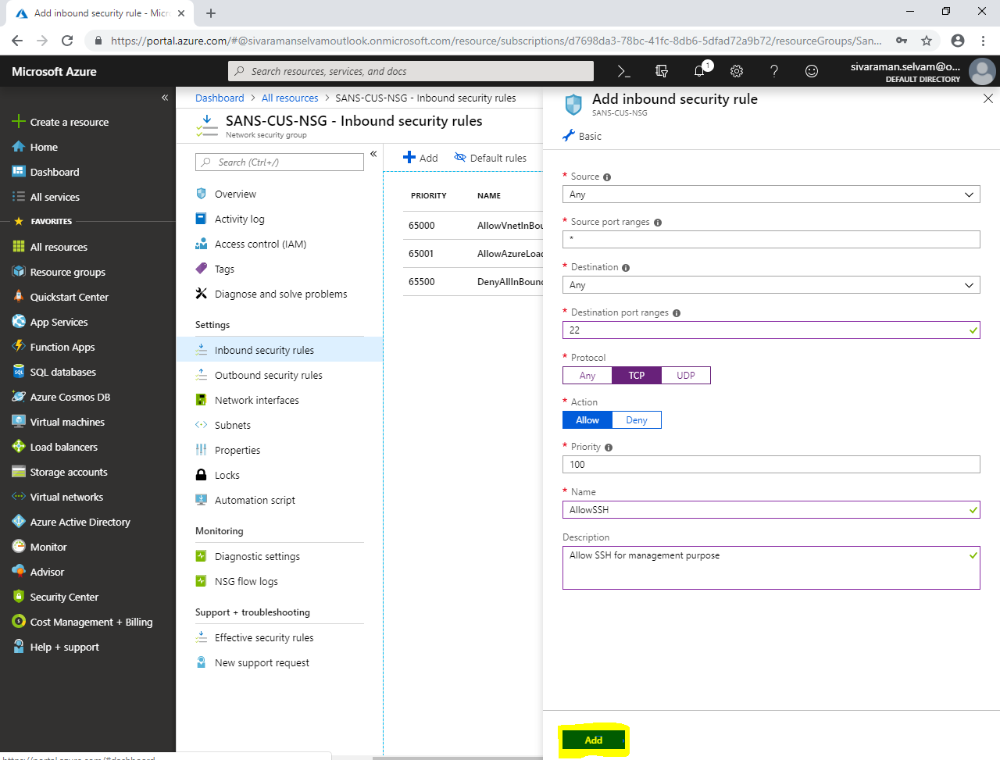 Add inbound security rule - Micr
https://portal.azure.com/#@sivaramanselvamoutlook.onmicrosoft.com/resource/subscriptions/d7698da3-78bc-41fc-8db6-5dfad72a9b72/resourceGroups/San...
Microsoft Azure
Search resources, services, and docs
1
sivaraman.selvam@o...
DEFAULT DIRECTORY
Create a resource
Home
Dashboard
All services
FAVORITES
All resources
Resource groups
Quickstart Center
App Services
Function Apps
SQL databases
Azure Cosmos DB
Virtual machines
Load balancers
Storage accounts
Virtual networks
Azure Active Directory
Monitor
Advisor
Security Center
Cost Management + Billing
Help + support
https://portal.azure.com/#dashboard
Dashboard > All resources > SANS-CUS-NSG - Inbound security rules
SANS-CUS-NSG - Inbound security rules
Network security group
Search (Ctrl+/)
Overview
Activity log
Access control (IAM)
Tags
Diagnose and solve problems
Settings
Inbound security rules
Outbound security rules
Network interfaces
Subnets
Properties
Locks
Automation script
Monitoring
Diagnostic settings
NSG flow logs
Support + troubleshooting
Effective security rules
New support request
Add Default rules
PRIORITY NAME
65000 AllowVnetInBou
65001 AllowAzureLoad
65500 DenyAllInBound
Add inbound security rule
SANS-CUS-NSG
Basic
* Source
Any
* Source port ranges
*
* Destination
Any
* Destination port ranges
22
* Protocol
Any TCP UDP
* Action
Allow Deny
* Priority
100
* Name
AllowSSH
Description
Allow SSH for management purpose
Add